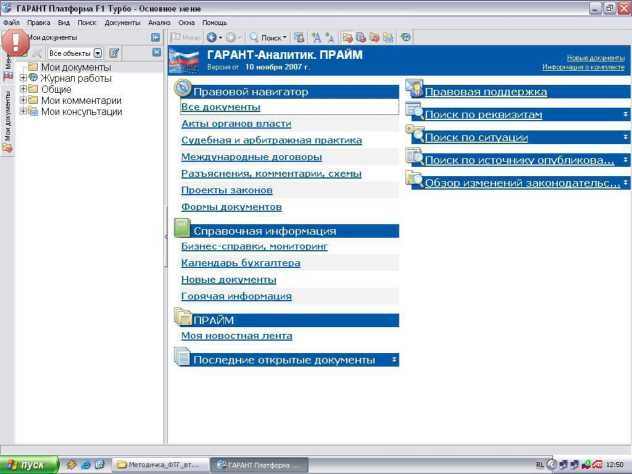 ГАРАНТ Платформа F1 Турбо - Основное меню
Файл Правка Вид Поиск Документы Анализ Окна Помощь
Мои документы
Меню
Поиск
Все объекты
Мои документы
Журнал работы
Общие
Мои комментарии
Мои консультации
Мои документы
ГАРАНТ-Аналитик. ПРАЙМ
Версия от 10 ноября 2007 г.
Новые документы
Информация о комплекте
Правовой навигатор
Все документы
Акты органов власти
Судебная и арбитражная практика
Международные договоры
Разъяснения, комментарии, схемы
Проекты законов
Формы документов
Справочная информация
Бизнес-справки, мониторинг
Календарь бухгалтера
Новые документы
Горячая информация
ПРАЙМ
Моя новостная лента
Последние открытые документы
Правовая поддержка
Поиск по реквизитам
Поиск по ситуации
Поиск по источнику опубликова...
Обзор изменений законодательс...
пуск
Методичка_ФТГ_вт...
ГАРАНТ Платформа ...
RL
12:50